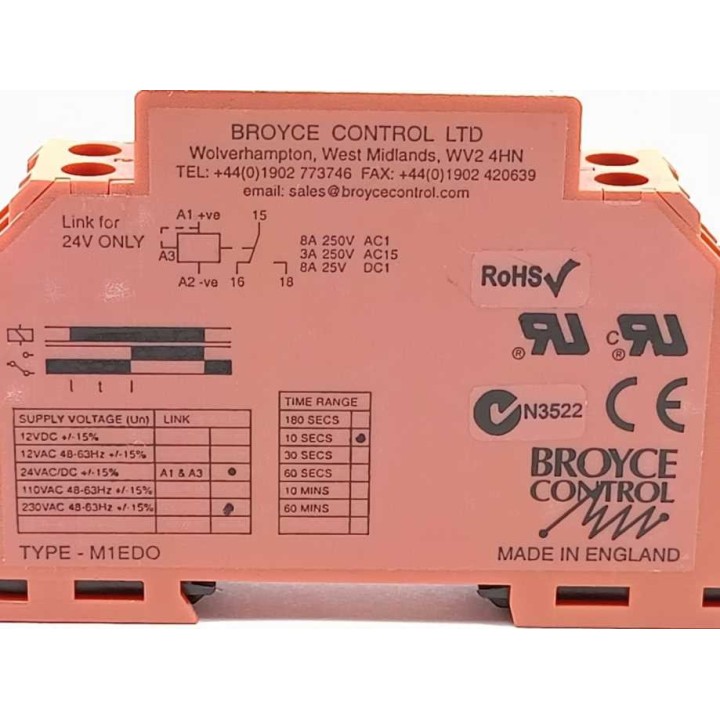 BROYCE CONTROL LTD
Wolverhampton, West Midlands, WV2 4HN
TEL: +44(0)1902 773746 FAX: +44(0)1902 420639
email: sales@broycecontrol.com
Link for
24V ONLY
A1 +ve
15
A3
A2 -ve
16
18
8A 250V AC1
3A 250V AC15
8A 25V DC1
RoHS
t
SUPPLY VOLTAGE (Un) LINK
12VDC +/-15%
12VAC 48-63Hz +/-15%
24VAC/DC +/-15% A1 & A3
110VAC 48-63Hz +/-15%
230VAC 48-63Hz +/-15%
TIME RANGE
180 SECS
10 SECS
30 SECS
60 SECS
10 MINS
60 MINS
TYPE - M1EDO
RU ®
C RU ®
N3522
CE
BROYCE
CONTROL
MADE IN ENGLAND